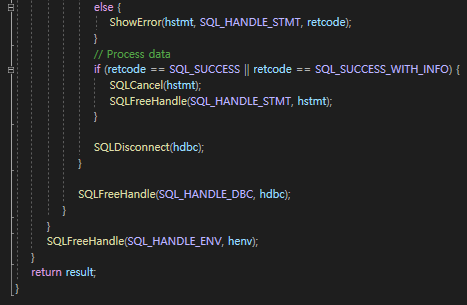 else {
ShowError(hstmt, SQL_HANDLE_STMT, retcode);
}
// Process data
if (retcode == SQL_SUCCESS || retcode == SQL_SUCCESS_WITH_INFO) {
SQLCancel(hstmt);
SQLFreeHandle(SQL_HANDLE_STMT, hstmt);
}
SQLDisconnect(hdbc);
}
SQLFreeHandle(SQL_HANDLE_DBC, hdbc);
}
}
SQLFreeHandle(SQL_HANDLE_ENV, henv);
}
return result;
}